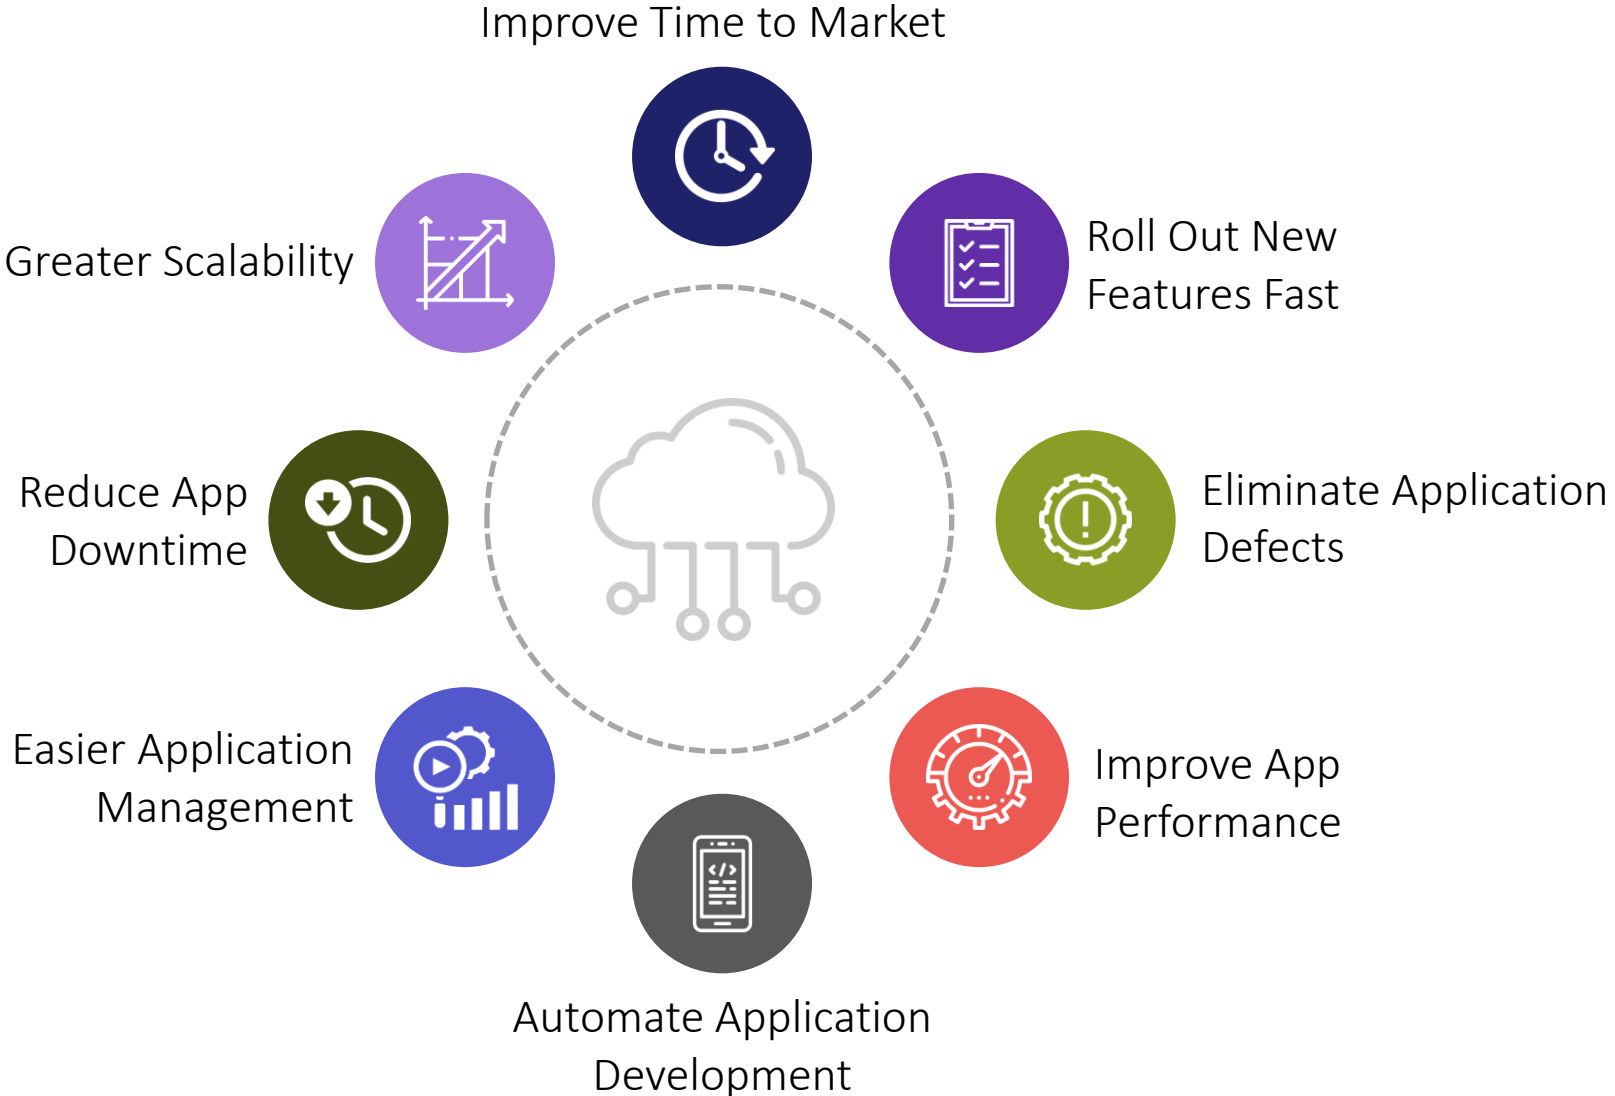 Improve Time to Market
Roll Out New
Features Fast
Greater Scalability
Reduce App
Downtime
Eliminate Application
Defects
Easier Application
Management
Improve App
Performance
Automate Application
Development